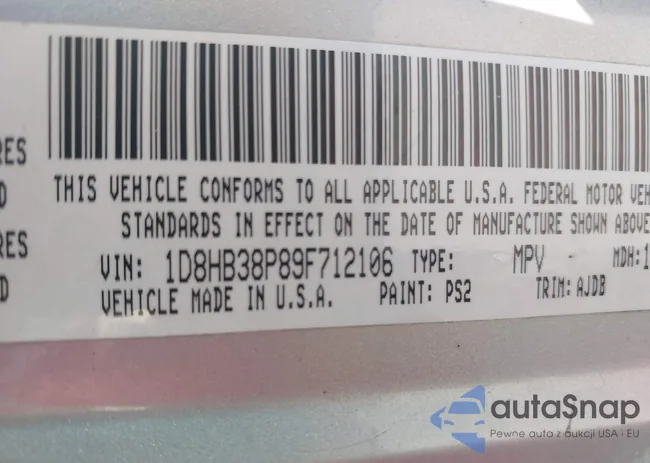 RES
D
RES
D
THIS VEHICLE CONFORMS TO ALL APPLICABLE U.S.A. FEDERAL MOTOR VEH
STANDARDS IN EFFECT ON THE DATE OF MANUFACTURE SHOWN ABOVE
VIN: 1D8HB38P89F712106 TYPE: MPV MDH:1
VEHICLE MADE IN U.S.A. PAINT: PS2 TRIM: AJDB
autaSnap
Pewne auta z aukcji USA i EU